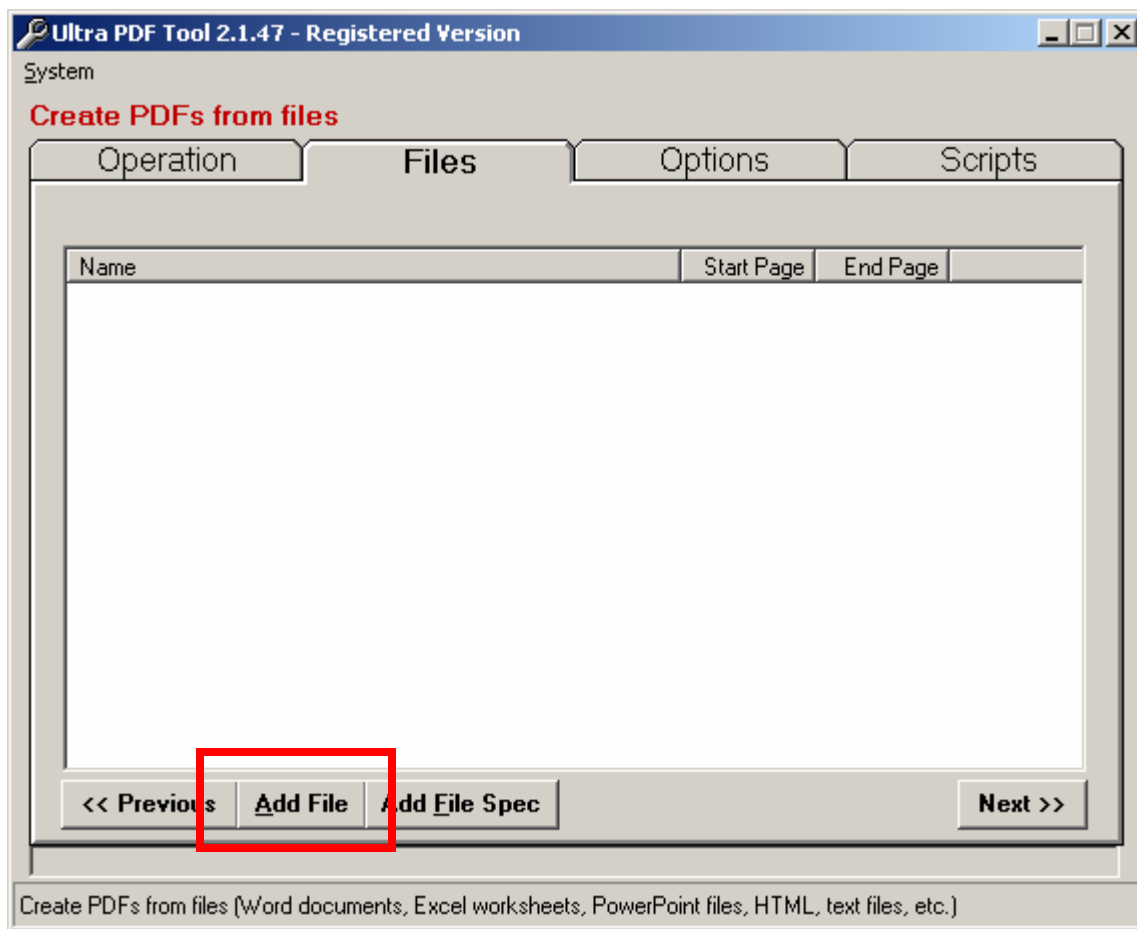 Ultra PDF Tool 2.1.47 - Registered Version
System
Create PDFs from files
Operation Files Options Scripts
Name Start Page End Page
<< Previous Add File Add File Spec Next >>
Create PDFs from files (Word documents, Excel worksheets, PowerPoint files, HTML, text files, etc.)